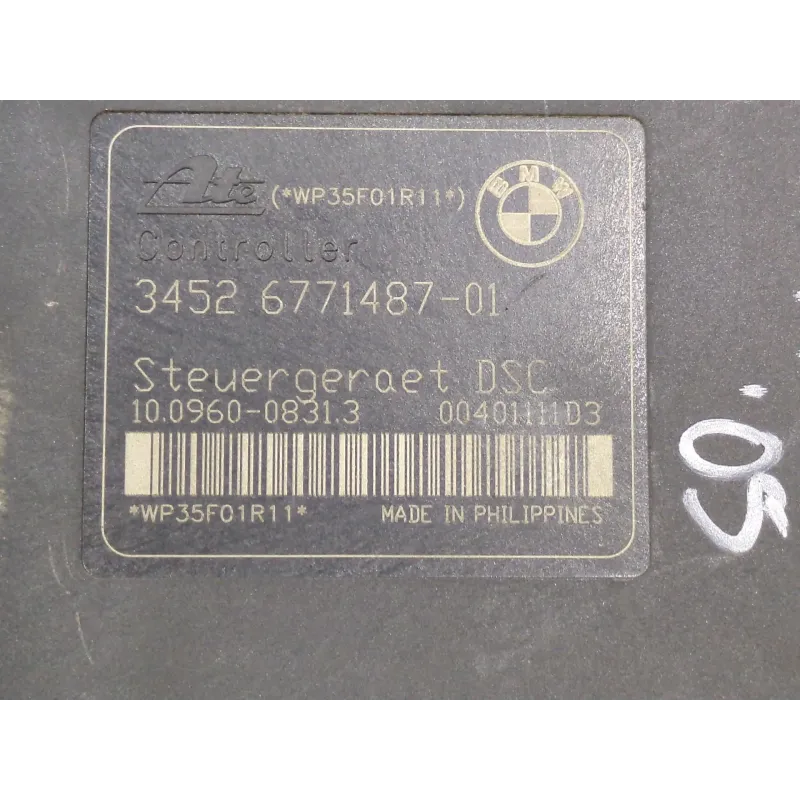 Ate (*WP35F01R11*) BMW
Controller
3452 6771487-01
Steuergeraet DSC
10.0960-0831.3 00401111D3
*WP35F01R11* MADE IN PHILIPPINES